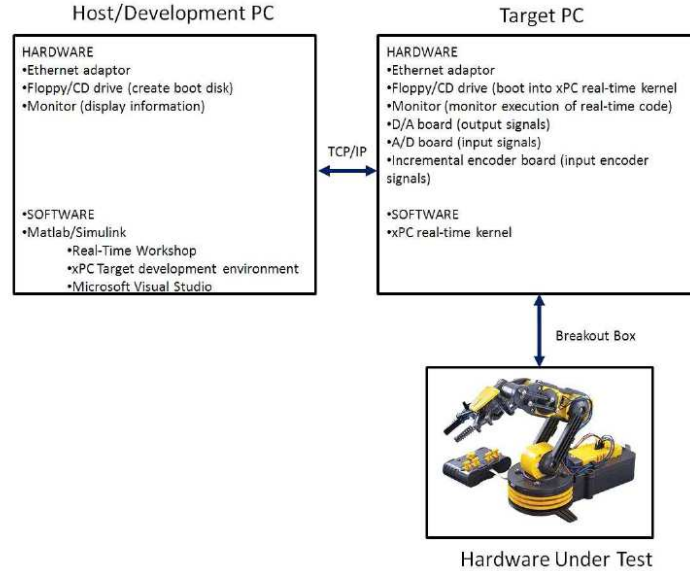 Host/Development PC
HARDWARE
•Ethernet adaptor
•Floppy/CD drive (create boot disk)
•Monitor (display information)
•SOFTWARE
•Matlab/Simulink
•Real-Time Workshop
•xPC Target development environment
•Microsoft Visual Studio
TCP/IP
Target PC
HARDWARE
•Ethernet adaptor
•Floppy/CD drive (boot into xPC real-time kernel
•Monitor (monitor execution of real-time code)
•D/A board (output signals)
•A/D board (input signals)
•Incremental encoder board (input encoder
signals)
•SOFTWARE
•xPC real-time kernel
Breakout Box
Hardware Under Test